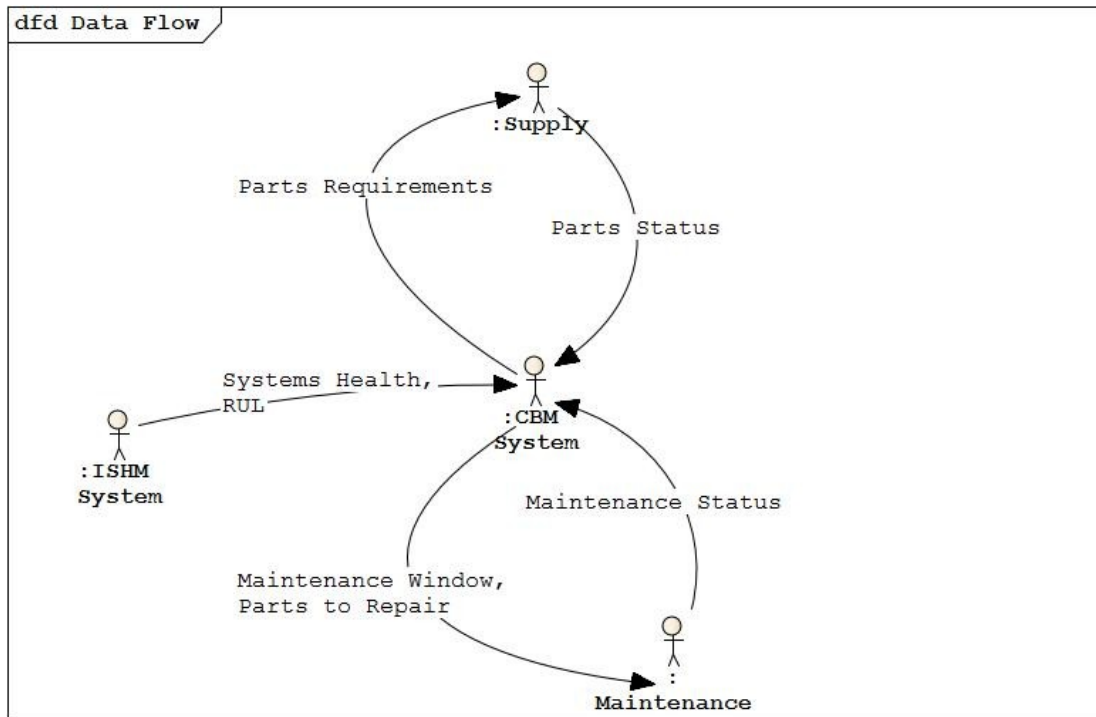 dfd Data Flow
:Supply
Parts Requirements
Parts Status
Systems Health,
RUL
:CBM
System
:ISHM
System
Maintenance Status
Maintenance Window,
Parts to Repair
:
Maintenance